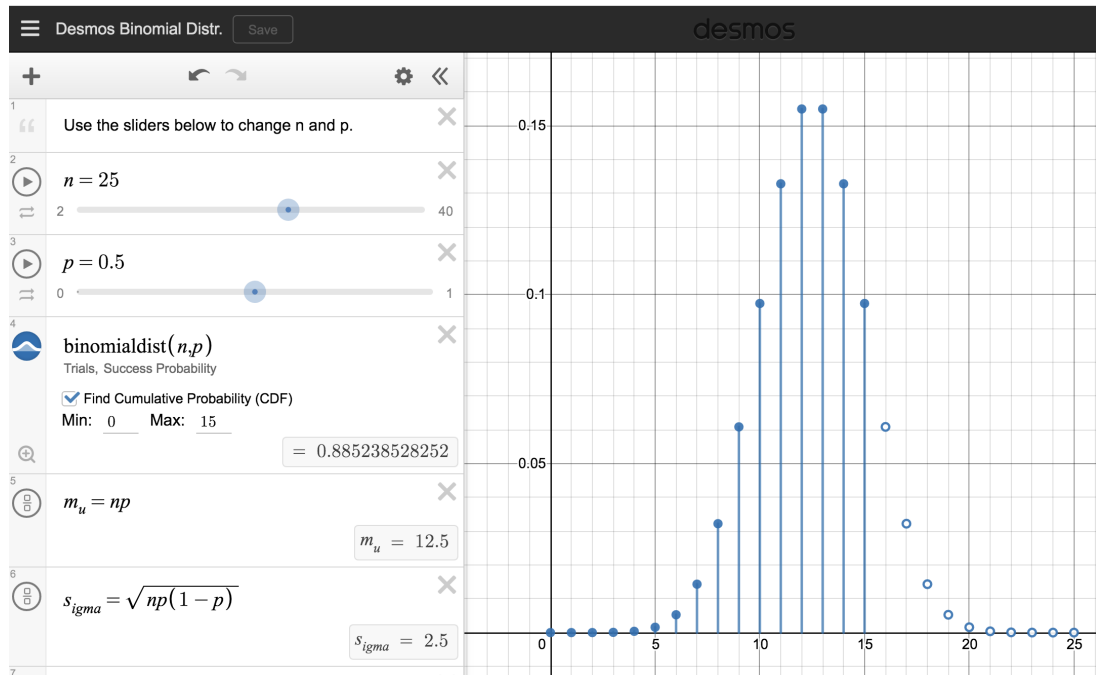 Desmos Binomial Distr. Save desmos
1
Use the sliders below to change n and p.
2
n = 25
2 40
3
p = 0.5
0 1
4
binomialdist(n,p)
Trials, Success Probability
Find Cumulative Probability (CDF)
Min: 0 Max: 15
= 0.885238528252
5
m_u = np
m_u = 12.5
6
s_igma = √np(1 − p)
s_igma = 2.5
7
0.15
0.1
0.05
0 5 10 15 20 25